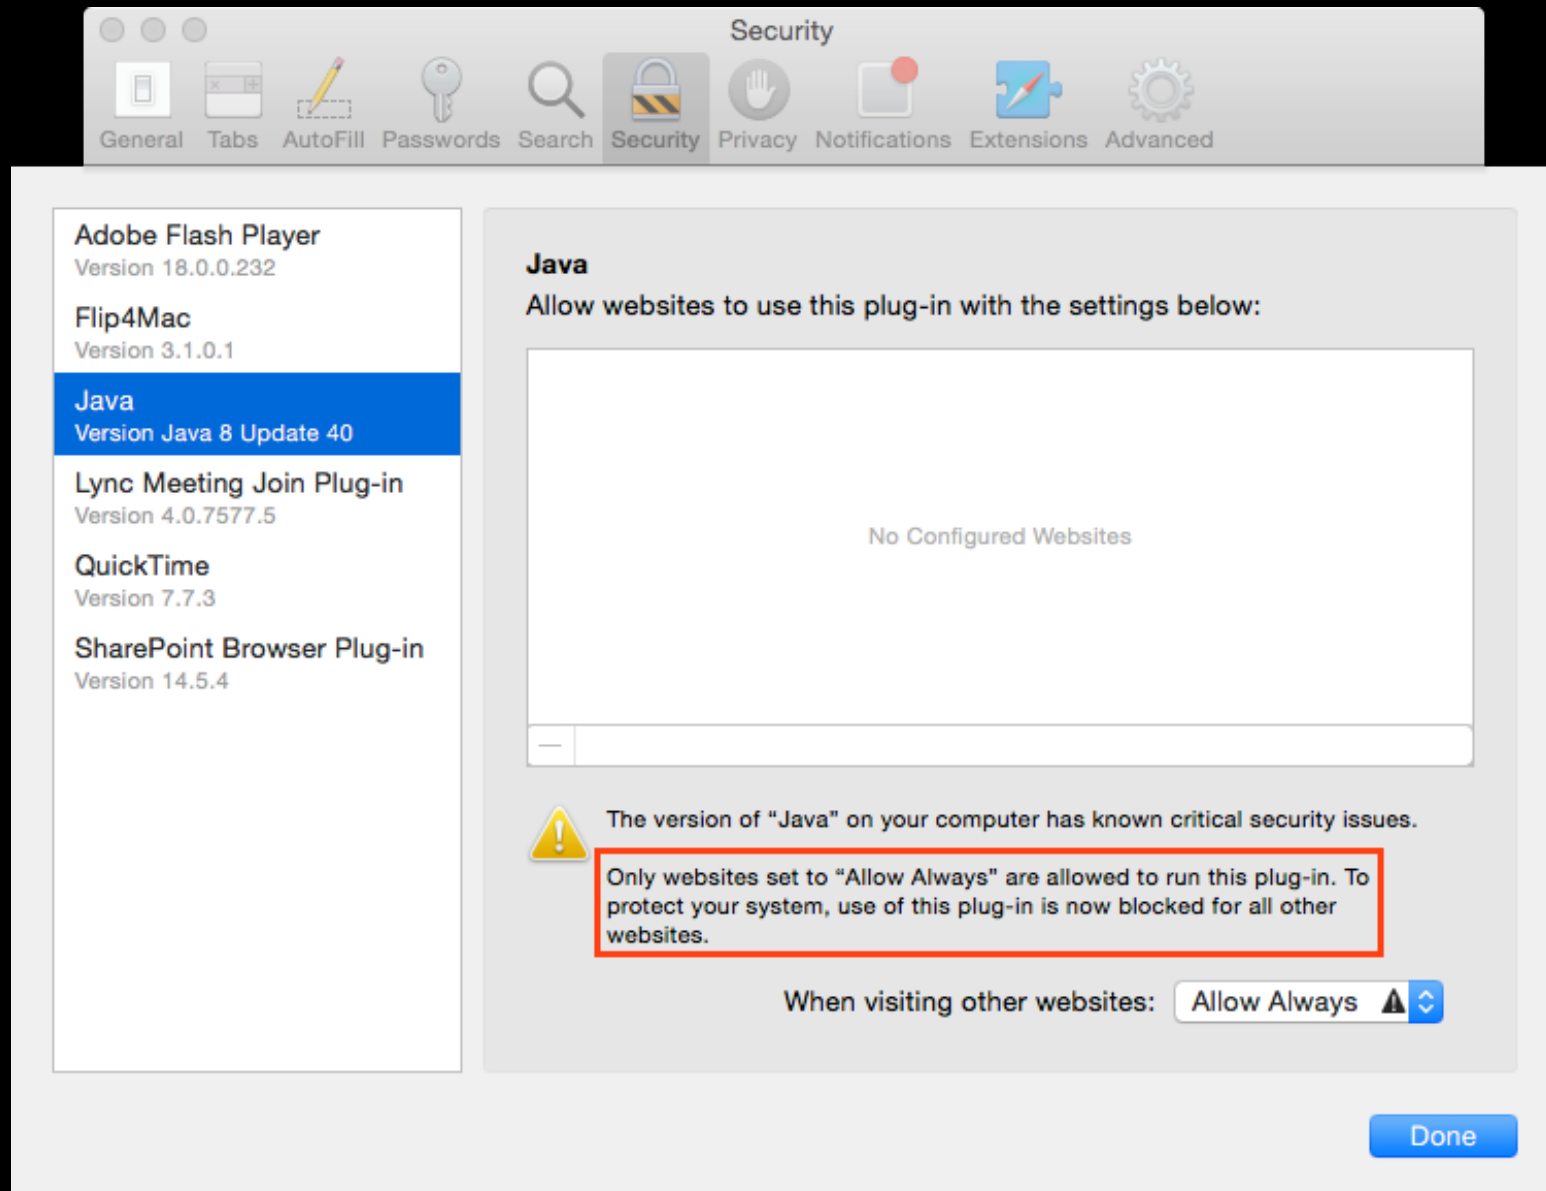 Security
General Tabs AutoFill Passwords Search Security Privacy Notifications Extensions Advanced
Adobe Flash Player
Version 18.0.0.232
Flip4Mac
Version 3.1.0.1
Java
Version Java 8 Update 40
Lync Meeting Join Plug-in
Version 4.0.7577.5
QuickTime
Version 7.7.3
SharePoint Browser Plug-in
Version 14.5.4
Java
Allow websites to use this plug-in with the settings below:
No Configured Websites
The version of “Java” on your computer has known critical security issues.
Only websites set to “Allow Always” are allowed to run this plug-in. To
protect your system, use of this plug-in is now blocked for all other
websites.
When visiting other websites: Allow Always
Done